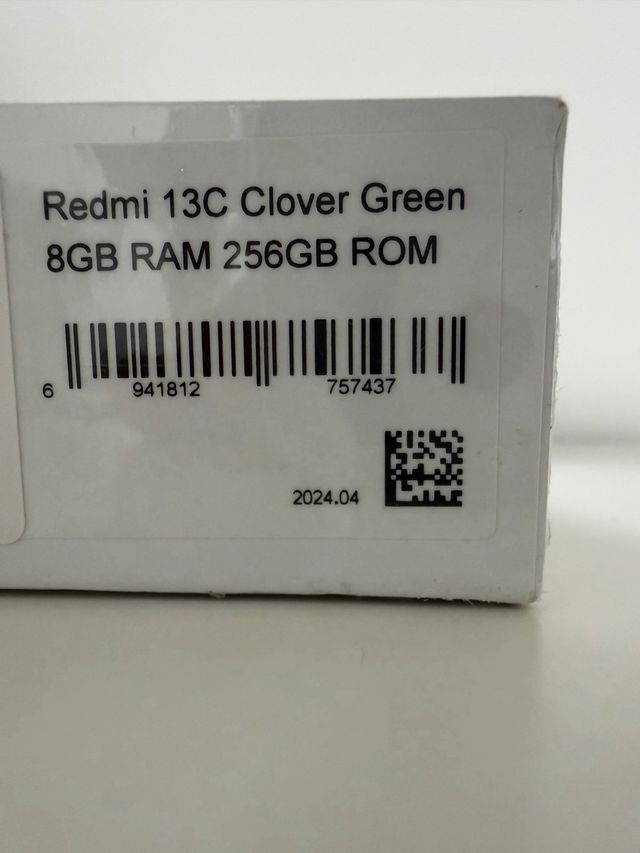 Redmi 13C Clover Green
8GB RAM 256GB ROM
6 941812 757437
2024.04